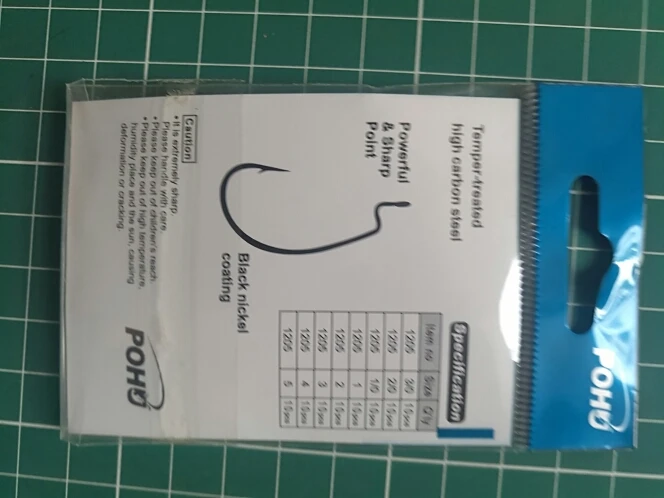 POHU
Temper-treated
high carbon steel
Powerful
& Sharp
Point
Black nickel
coating
Specification
Item no Size Q'ty
1205 3/0 15pcs
1205 2/0 15pcs
1205 1/0 15pcs
1205 1 15pcs
1205 2 15pcs
1205 3 15pcs
1205 4 15pcs
1205 5 15pcs
Caution
• It is extremely sharp.
Please handle with care.
• Please keep out of children's reach.
• Please keep out of high temperature,
humidity place and the sun, causing
deformation or cracking.
POHU